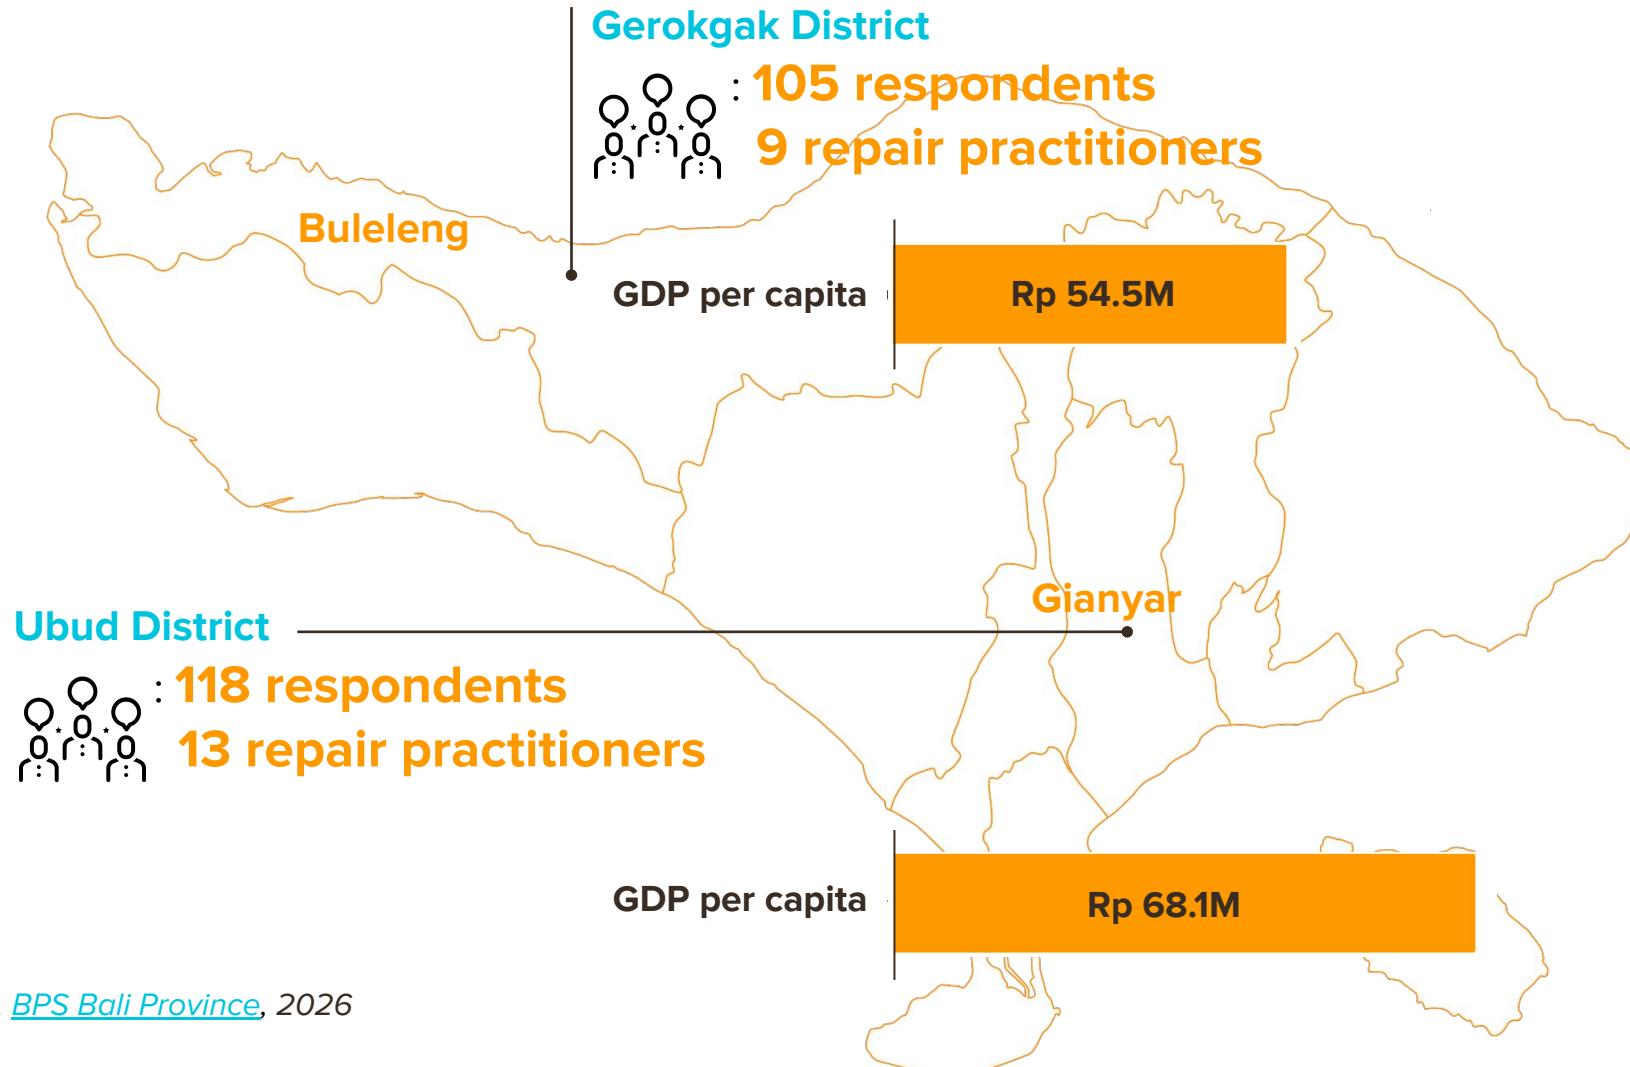 Gerokgak District
: 105 respondents
9 repair practitioners
Buleleng
GDP per capita
Rp 54.5M
Gianyar
Ubud District
: 118 respondents
13 repair practitioners
GDP per capita
Rp 68.1M
BPS Bali Province, 2026